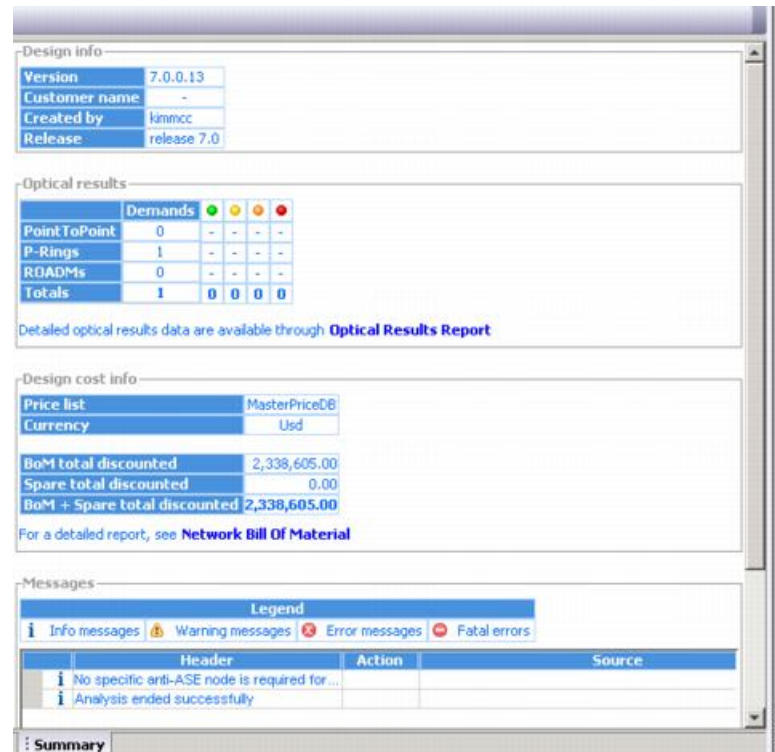 Design info
Version 7.0.0.13
Customer name -
Created by kimmcc
Release release 7.0
Optical results
Demands
PointToPoint 0 - - - -
P-Rings 1 - - - -
ROADMs 0 - - - -
Totals 1 0 0 0 0
Detailed optical results data are available through Optical Results Report
Design cost info
Price list MasterPriceDB
Currency Usd
BoM total discounted 2,338,605.00
Spare total discounted 0.00
BoM + Spare total discounted 2,338,605.00
For a detailed report, see Network Bill Of Material
Messages
Legend
i Info messages Warning messages Error messages Fatal errors
Header Action Source
i No specific anti-ASE node is required for...
i Analysis ended successfully
Summary